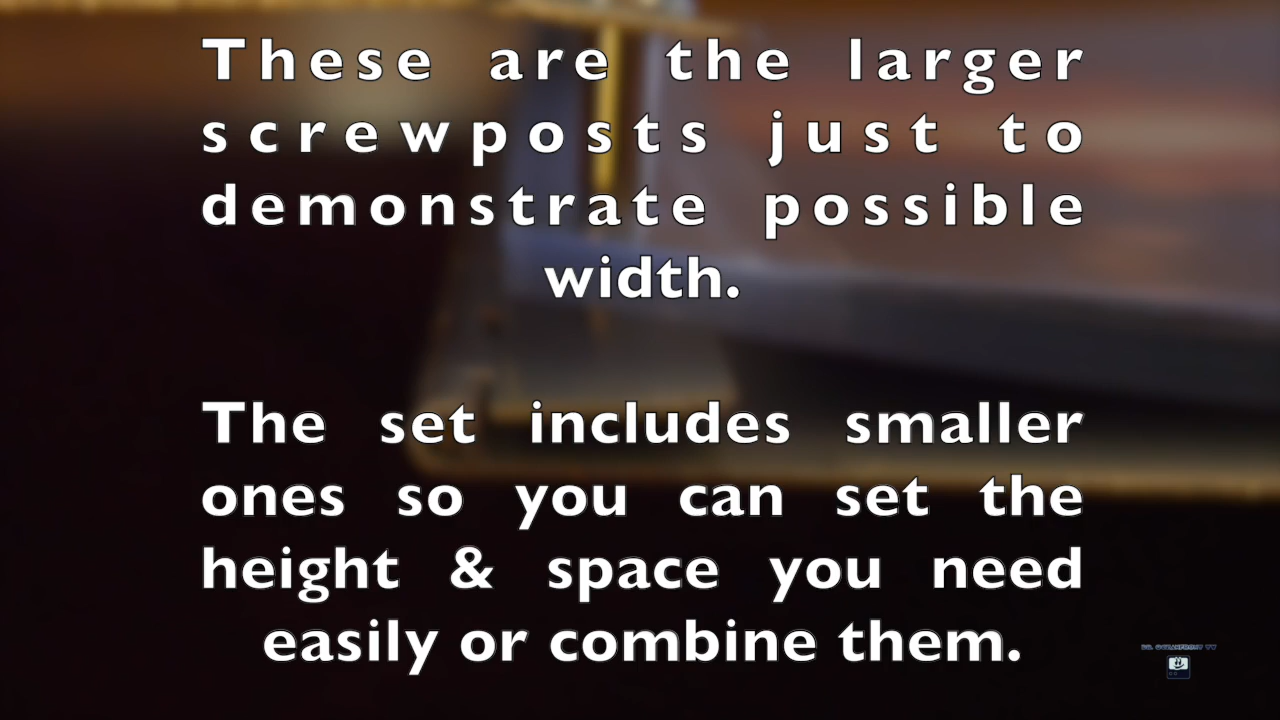 These are the larger
screwposts just to
demonstrate possible
width.
The set includes smaller
ones so you can set the
height & space you need
easily or combine them.